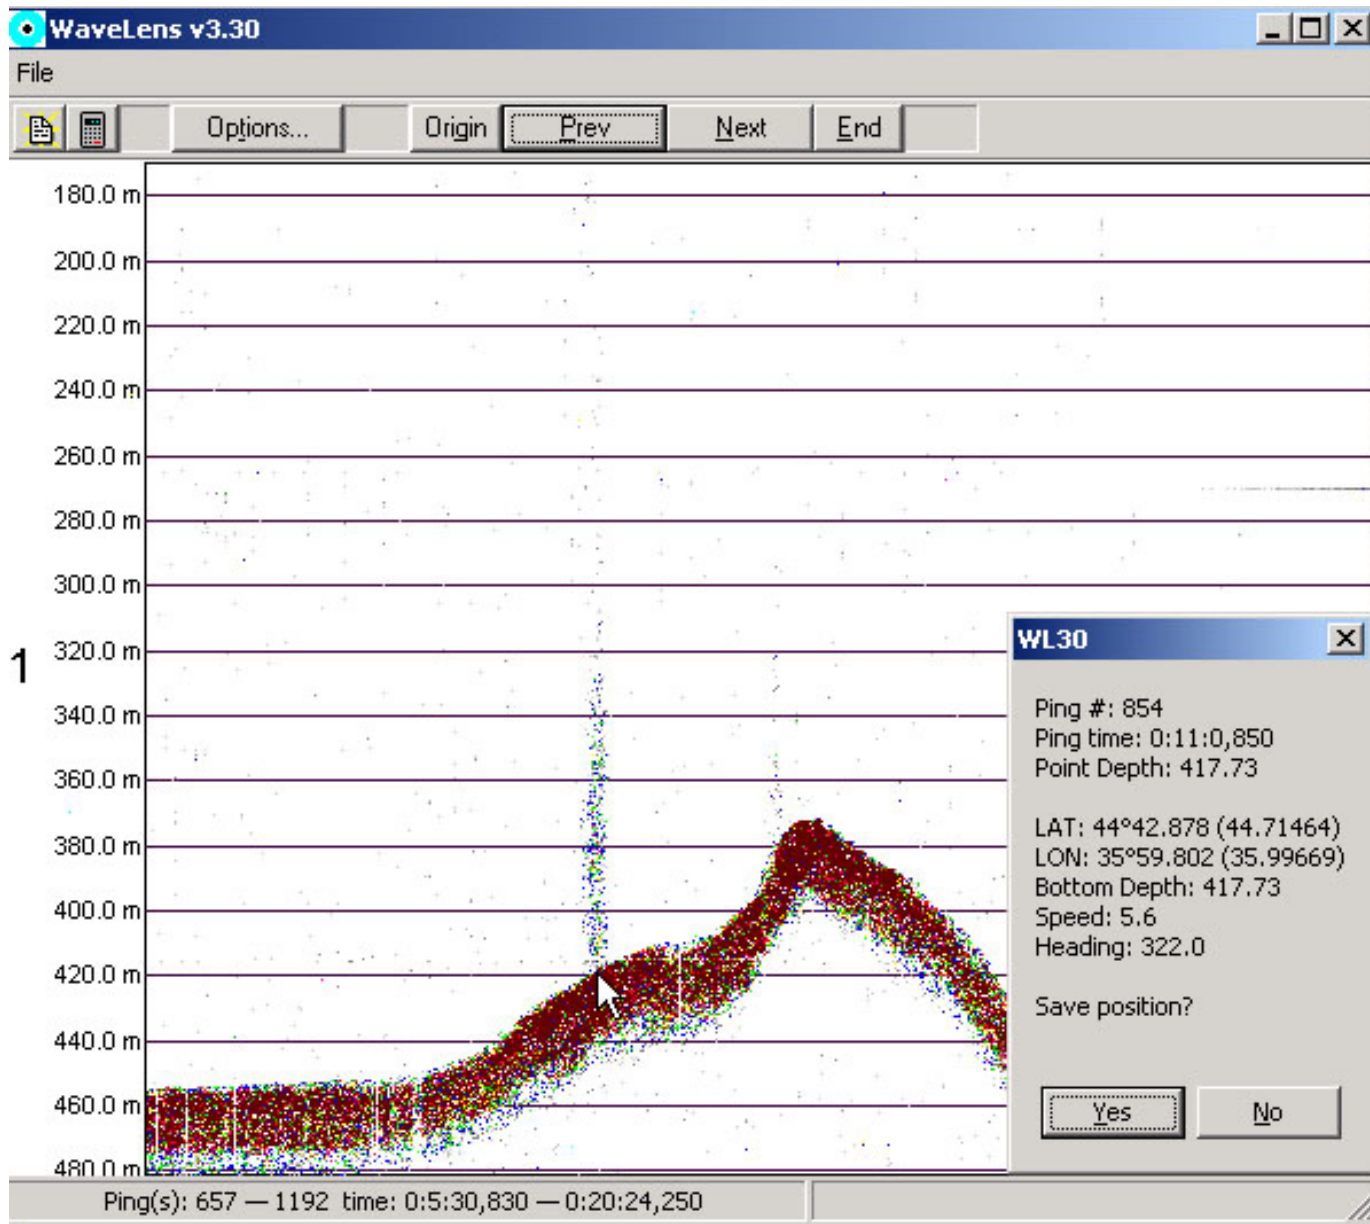 WaveLens v3.30
File
Options... Origin Prev Next End
180.0 m
200.0 m
220.0 m
240.0 m
260.0 m
280.0 m
300.0 m
1
320.0 m
340.0 m
360.0 m
380.0 m
400.0 m
420.0 m
440.0 m
460.0 m
480.0 m
WL30
Ping #: 854
Ping time: 0:11:0,850
Point Depth: 417.73
LAT: 44°42.878 (44.71464)
LON: 35°59.802 (35.99669)
Bottom Depth: 417.73
Speed: 5.6
Heading: 322.0
Save position?
Yes No
Ping(s): 657 — 1192 time: 0:5:30,830 — 0:20:24,250